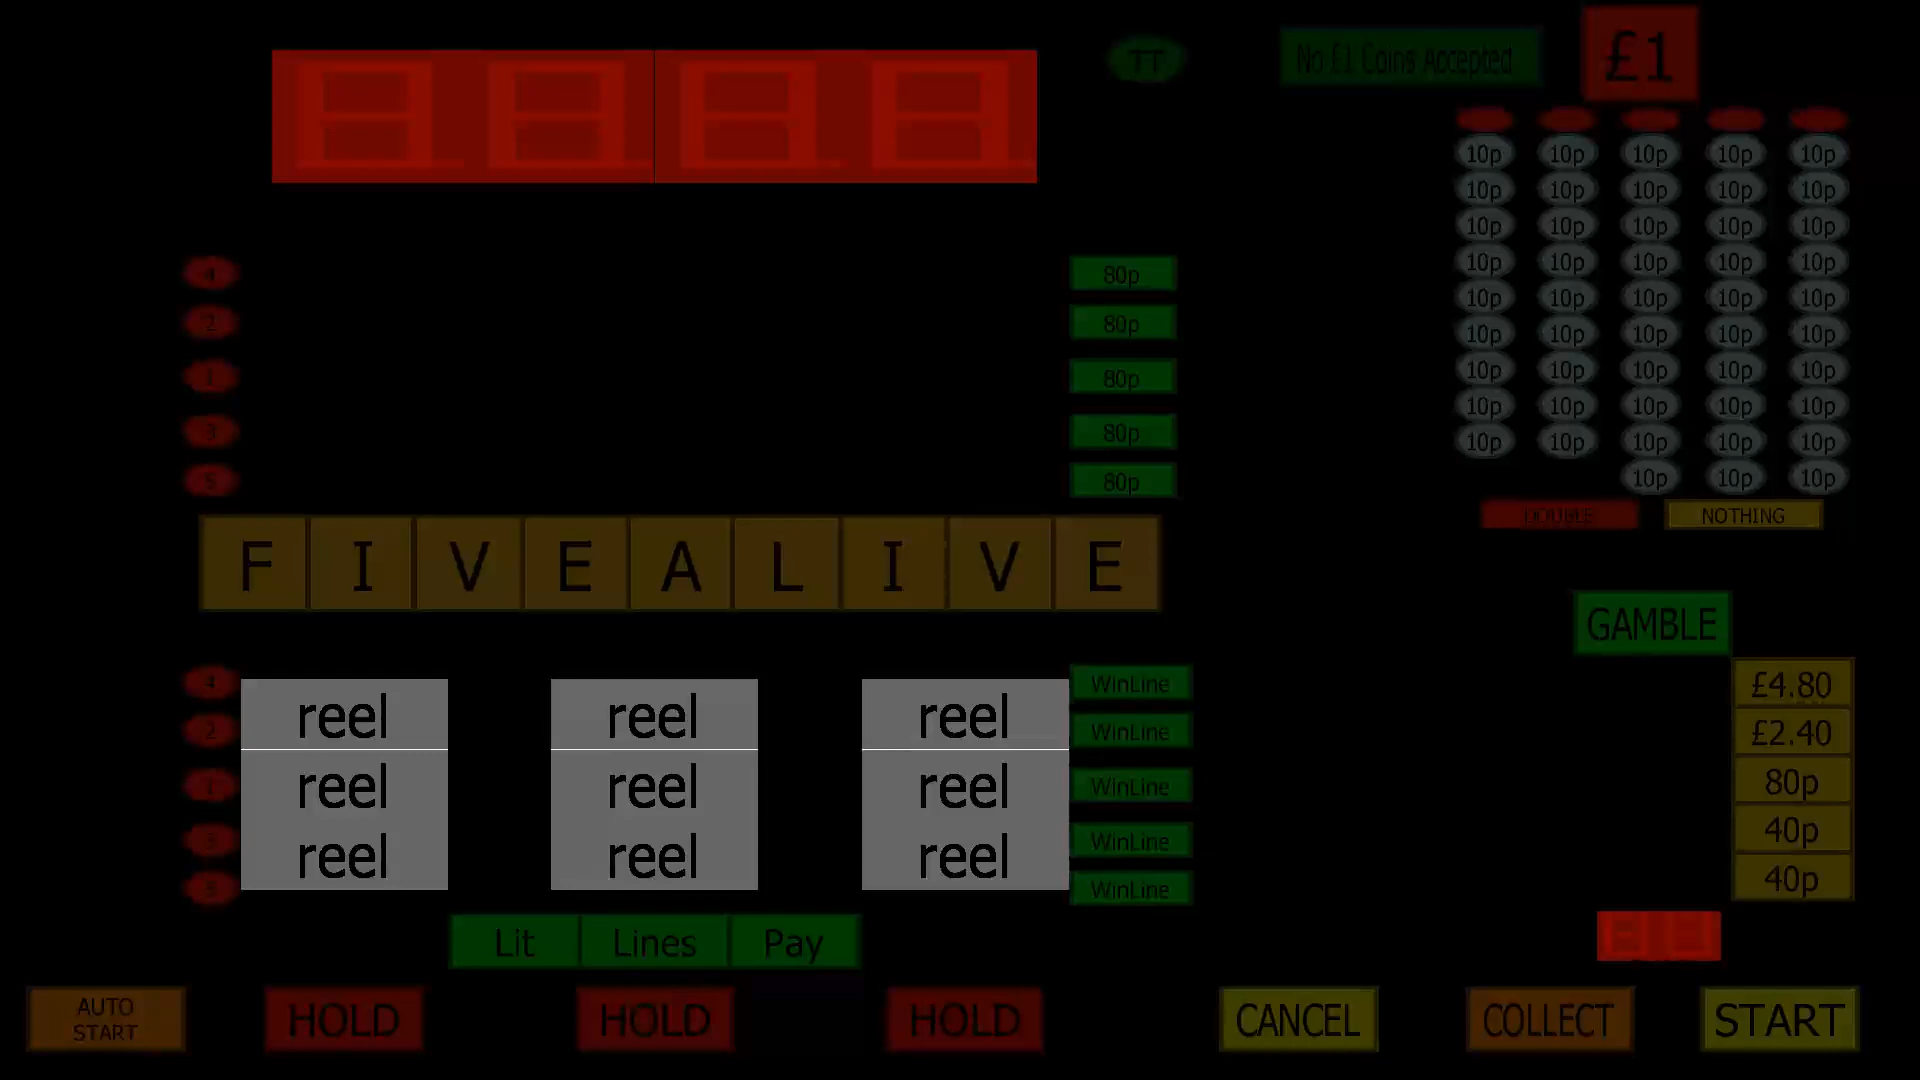 TT No £1 Coins Accepted £1
10p 10p 10p 10p 10p
10p 10p 10p 10p 10p
10p 10p 10p 10p 10p
10p 10p 10p 10p 10p
10p 10p 10p 10p 10p
10p 10p 10p 10p 10p
10p 10p 10p 10p 10p
10p 10p 10p 10p 10p
10p 10p 10p 10p 10p
10p 10p 10p
DOUBLE NOTHING
4 80p
2 80p
1 80p
3 80p
5 80p
F I V E A L I V E
GAMBLE
4 WinLine
2 WinLine
1 WinLine
3 WinLine
5 WinLine
reel reel reel
reel reel reel
reel reel reel
£4.80
£2.40
80p
40p
40p
Lit Lines Pay
AUTO
START
HOLD HOLD HOLD CANCEL COLLECT START